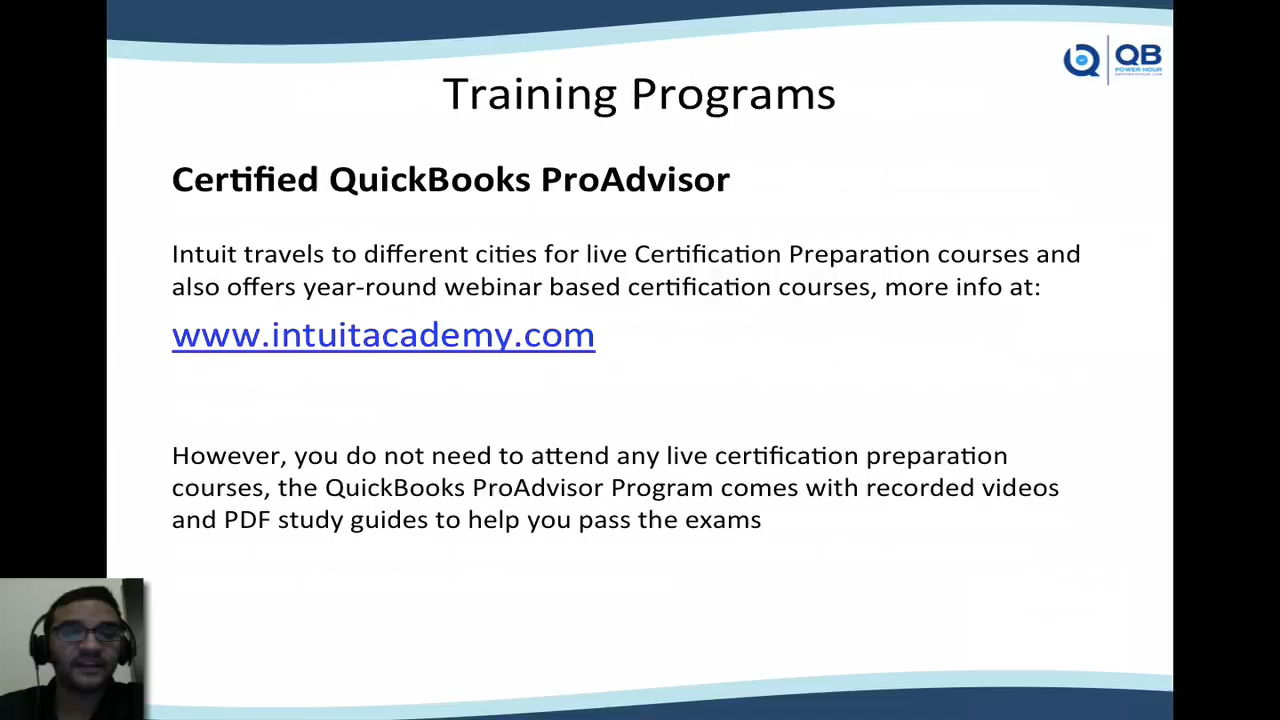 QB
POWER HOUR
Training Programs
Certified QuickBooks ProAdvisor
Intuit travels to different cities for live Certification Preparation courses and
also offers year-round webinar based certification courses, more info at:
www.intuitacademy.com
However, you do not need to attend any live certification preparation
courses, the QuickBooks ProAdvisor Program comes with recorded videos
and PDF study guides to help you pass the exams